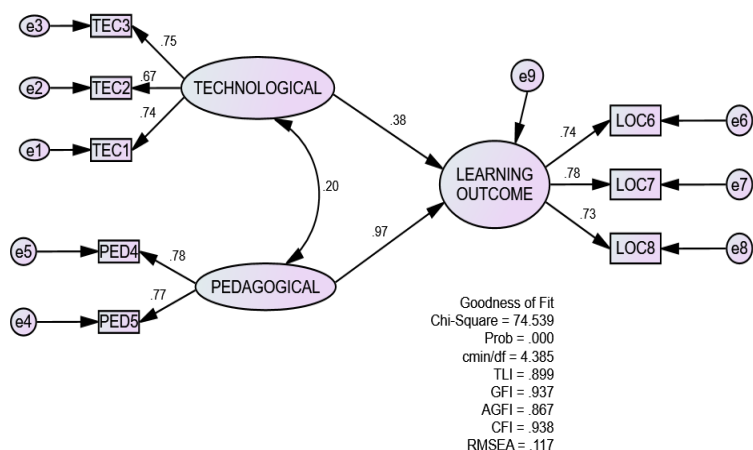 e3
TEC3
.75
e2
TEC2
.67
TECHNOLOGICAL
.74
e1
TEC1
e9
.38
.20
LEARNING
OUTCOME
.74
LOC6
e6
.78
LOC7
e7
.73
LOC8
e8
.97
e5
PED4
.78
PEDAGOGICAL
.77
e4
PED5
Goodness of Fit
Chi-Square = 74.539
Prob = .000
cmin/df = 4.385
TLI = .899
GFI = .937
AGFI = .867
CFI = .938
RMSEA = .117